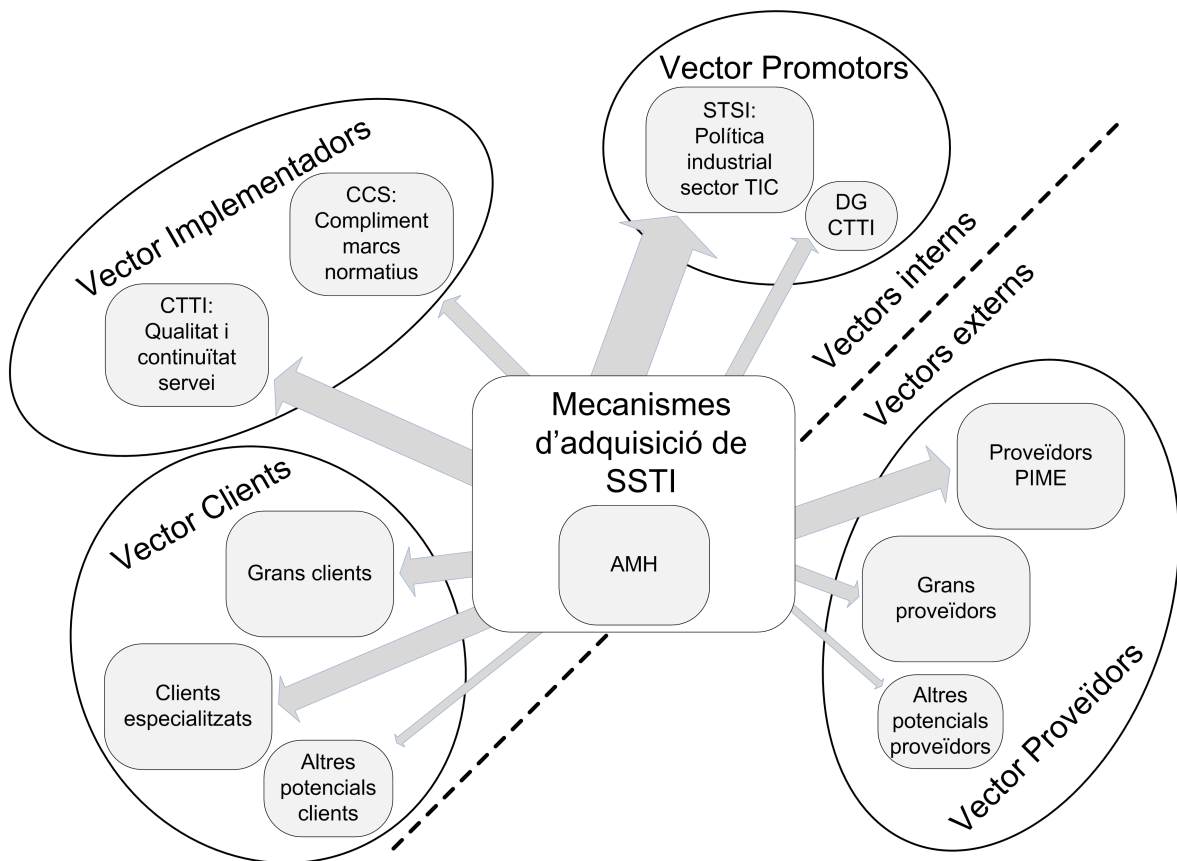 Vector Promotors
STSI:
Política
industrial
sector TIC
DG
CTTI
Vector Implementadors
CCS:
Compliment
marcs
normatius
CTTI:
Qualitat i
continuïtat
servei
Vectors interns
Vectors externs
Mecanismes
d’adquisició de
SSTI
AMH
Vector Clients
Grans clients
Clients
especialitzats
Altres
potencials
clients
Proveïdors
PIME
Grans
proveïdors
Altres
potencials
proveïdors
Vector Proveïdors